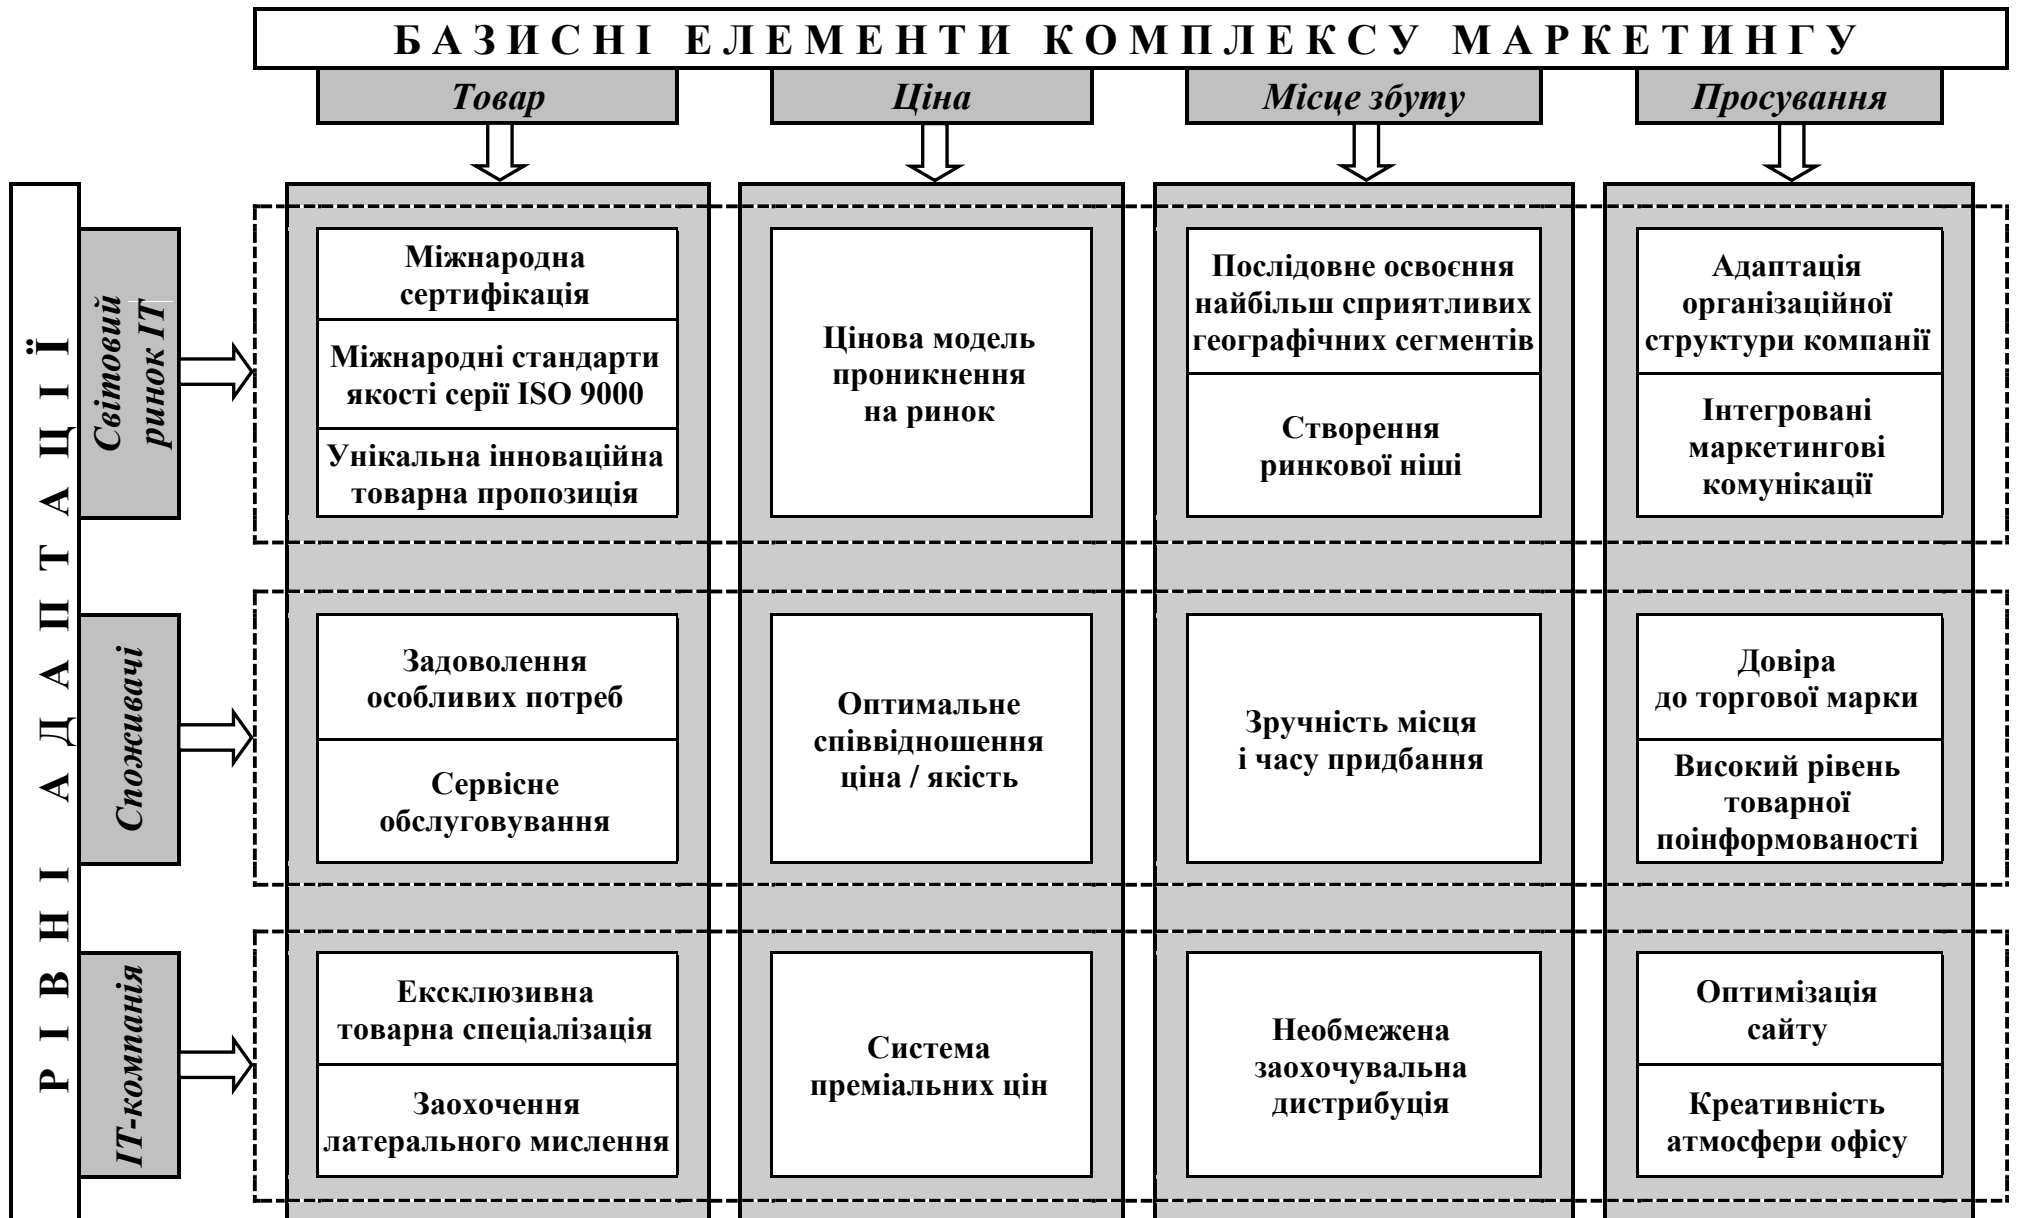 БАЗИСНІ ЕЛЕМЕНТИ КОМПЛЕКСУ МАРКЕТИНГУ
Товар
Ціна
Місце збуту
Просування
РІВНІ АДАПТАЦІЇ
Світовий
ринок ІТ
Міжнародна
сертифікація
Міжнародні стандарти
якості серії ISO 9000
Унікальна інноваційна
товарна пропозиція
Цінова модель
проникнення
на ринок
Послідовне освоєння
найбільш сприятливих
географічних сегментів
Створення
ринкової ніші
Адаптація
організаційної
структури компанії
Інтегровані
маркетингові
комунікації
Споживачі
Задоволення
особливих потреб
Сервісне
обслуговування
Оптимальне
співвідношення
ціна / якість
Зручність місця
і часу придбання
Довіра
до торгової марки
Високий рівень
товарної
поінформованості
ІТ-компанія
Ексклюзивна
товарна спеціалізація
Заохочення
латерального мислення
Система
преміальних цін
Необмежена
заохочувальна
дистрибуція
Оптимізація
сайту
Креативність
атмосфери офісу